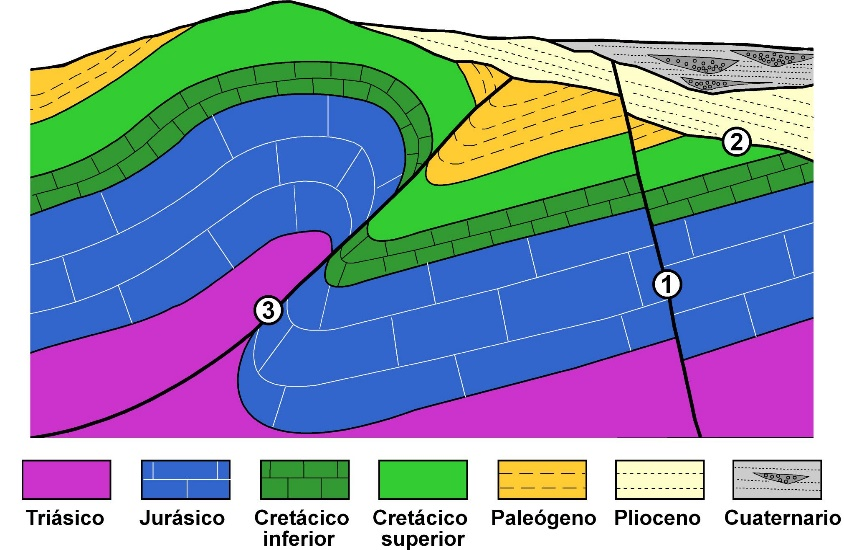 2
1
3
Triásico
Jurásico
Cretácico
inferior
Cretácico
superior
Paleógeno
Plioceno
Cuaternario